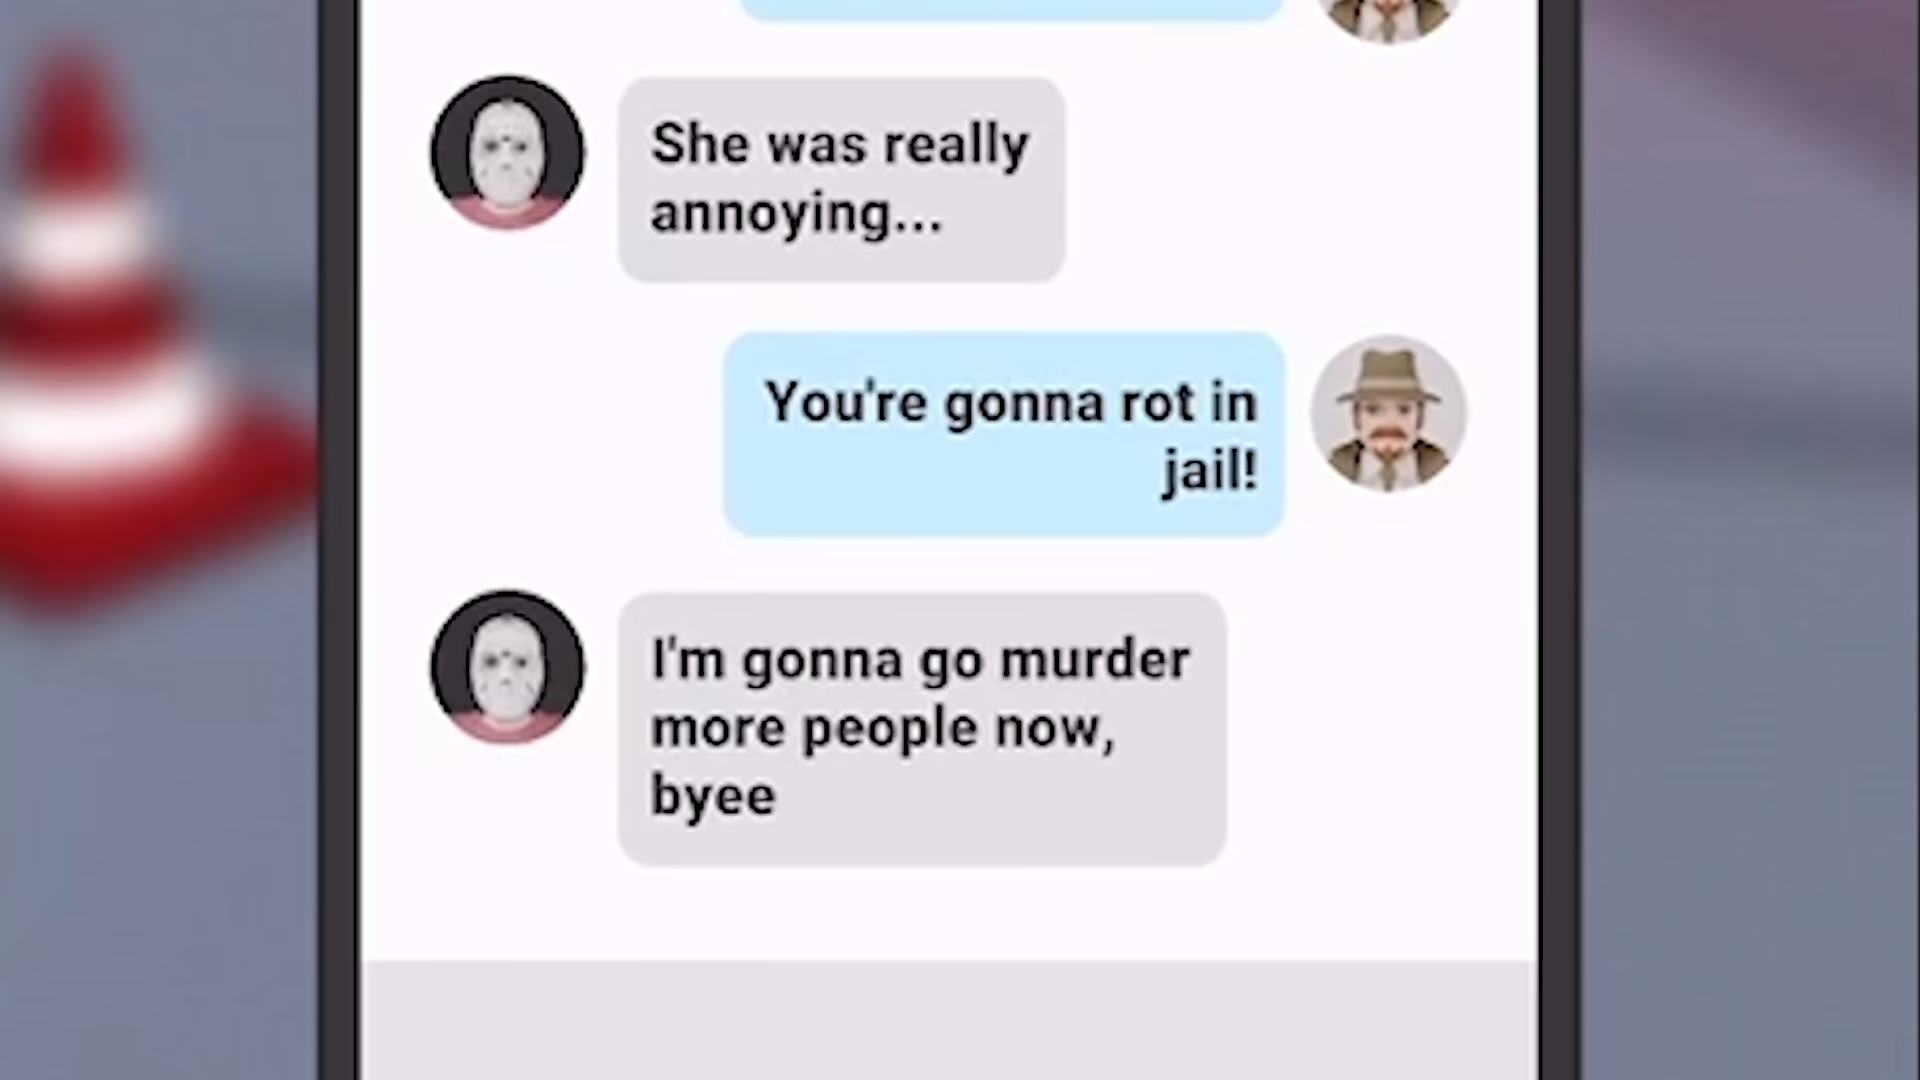 She was really
annoying...
You're gonna rot in
jail!
I'm gonna go murder
more people now,
byee